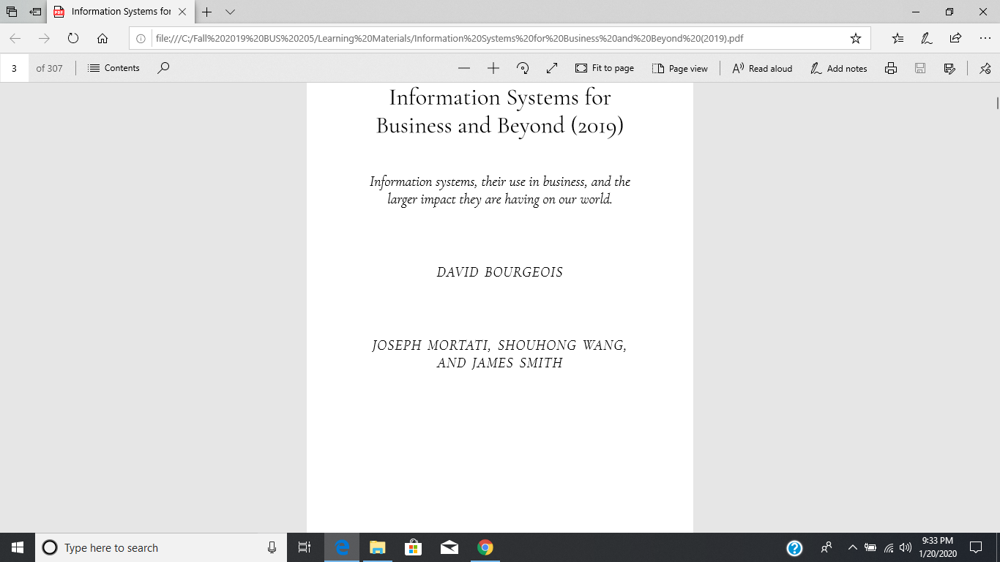 Information Systems for
file:///C:/Fall%202019%20BUS%20205/Learning%20Materials/Information%20Systems%20for%20Business%20and%20Beyond%20(2019).pdf
3 of 307 Contents Fit to page Page view Read aloud Add notes
Information Systems for
Business and Beyond (2019)
Information systems, their use in business, and the
larger impact they are having on our world.
DAVID BOURGEOIS
JOSEPH MORTATI, SHOUHONG WANG,
AND JAMES SMITH
Type here to search
9:33 PM
1/20/2020